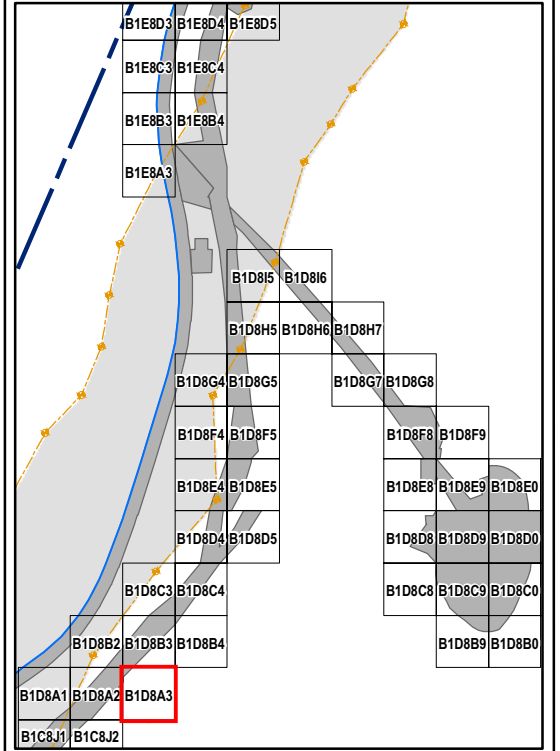 B1E8D3 B1E8D4 B1E8D5
B1E8C3 B1E8C4
B1E8B3 B1E8B4
B1E8A3
B1D8I5 B1D8I6
B1D8H5 B1D8H6 B1D8H7
B1D8G4 B1D8G5 B1D8G7 B1D8G8
B1D8F4 B1D8F5 B1D8F8 B1D8F9
B1D8E4 B1D8E5 B1D8E8 B1D8E9 B1D8E0
B1D8D4 B1D8D5 B1D8D8 B1D8D9 B1D8D0
B1D8C3 B1D8C4 B1D8C8 B1D8C9 B1D8C0
B1D8B2 B1D8B3 B1D8B4 B1D8B9 B1D8B0
B1D8A1 B1D8A2 B1D8A3
B1C8J1 B1C8J2